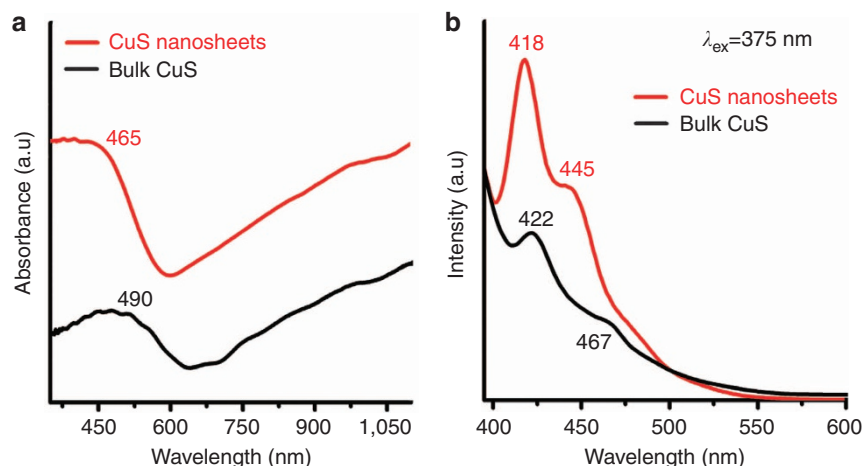 a
CuS nanosheets
Bulk CuS
465
490
Absorbance (a.u)
450 600 750 900 1,050
Wavelength (nm)
b
418
λex=375 nm
CuS nanosheets
Bulk CuS
445
422
467
Intensity (a.u)
400 450 500 550 600
Wavelength (nm)